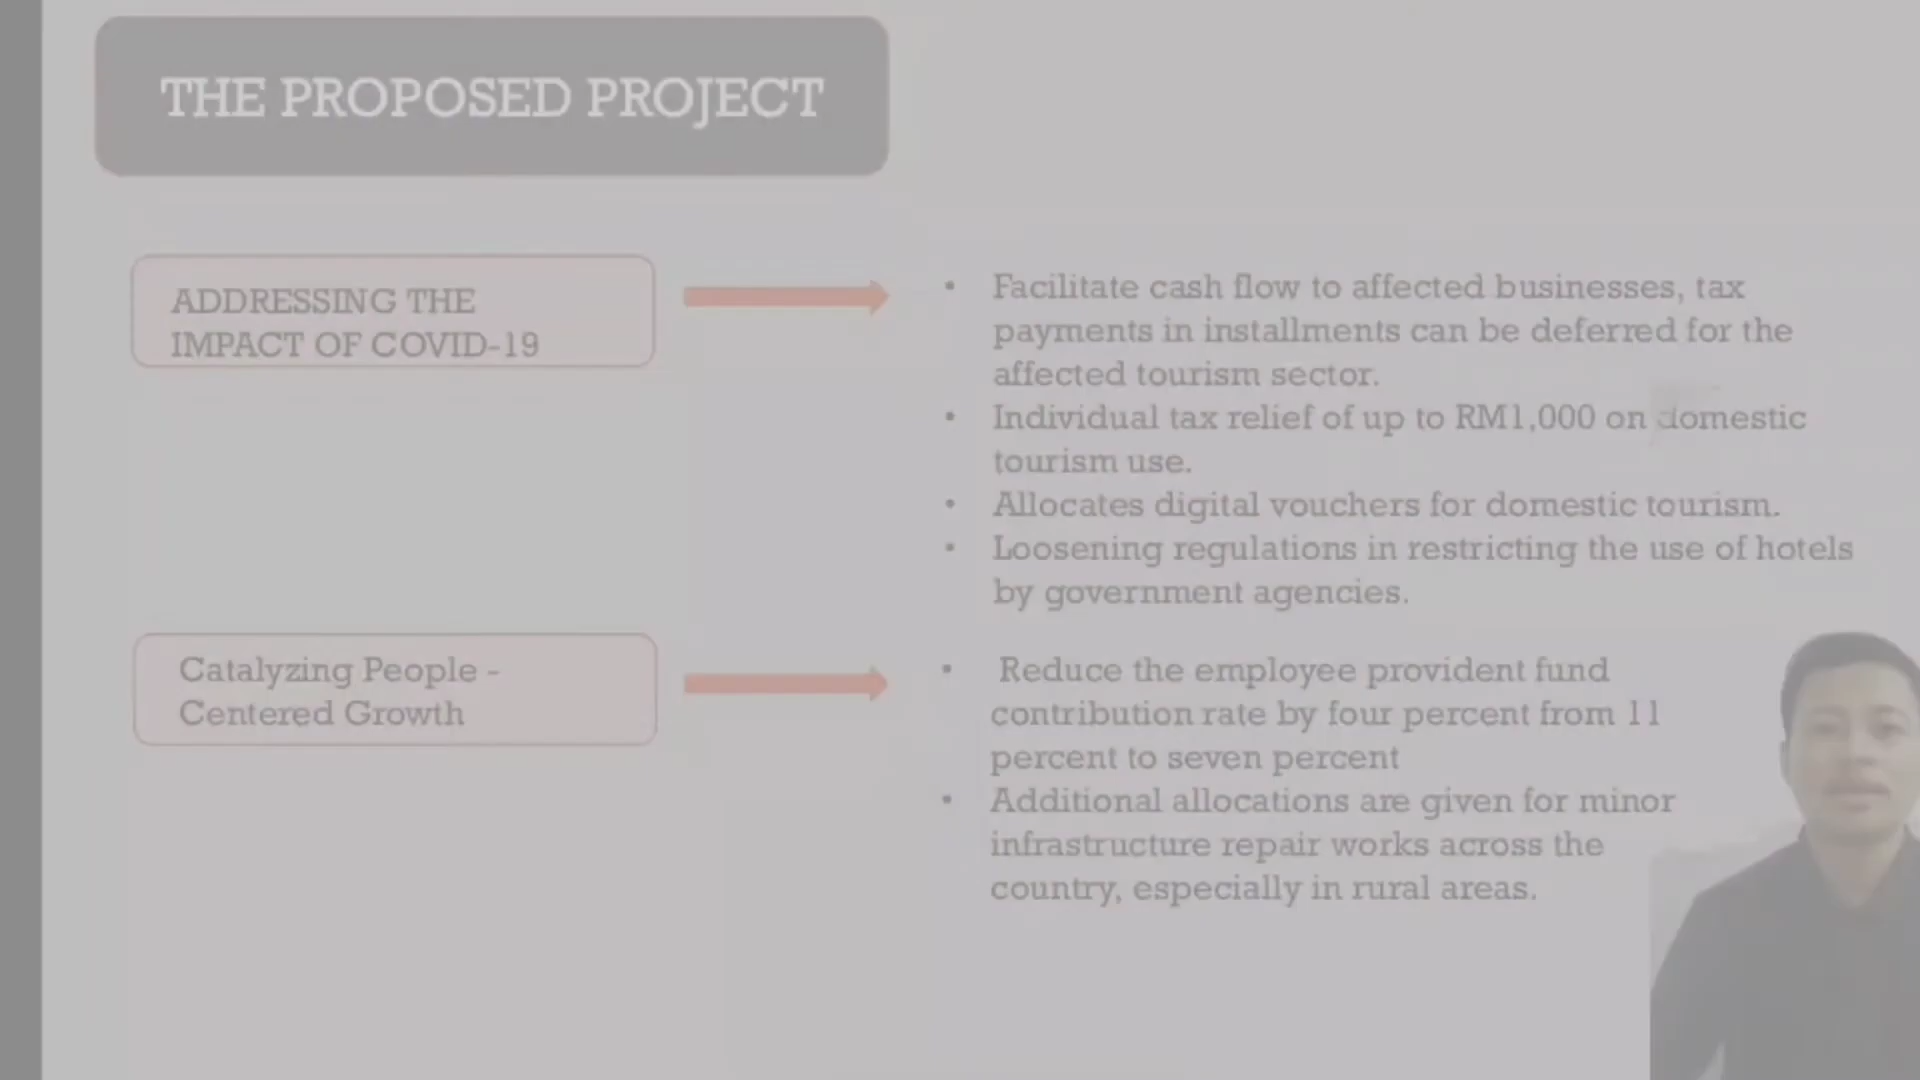 THE PROPOSED PROJECT
ADDRESSING THE
IMPACT OF COVID-19
• Facilitate cash flow to affected businesses, tax
payments in installments can be deferred for the
affected tourism sector.
• Individual tax relief of up to RM1,000 on domestic
tourism use.
• Allocates digital vouchers for domestic tourism.
• Loosening regulations in restricting the use of hotels
by government agencies.
Catalyzing People -
Centered Growth
• Reduce the employee provident fund
contribution rate by four percent from 11
percent to seven percent
• Additional allocations are given for minor
infrastructure repair works across the
country, especially in rural areas.